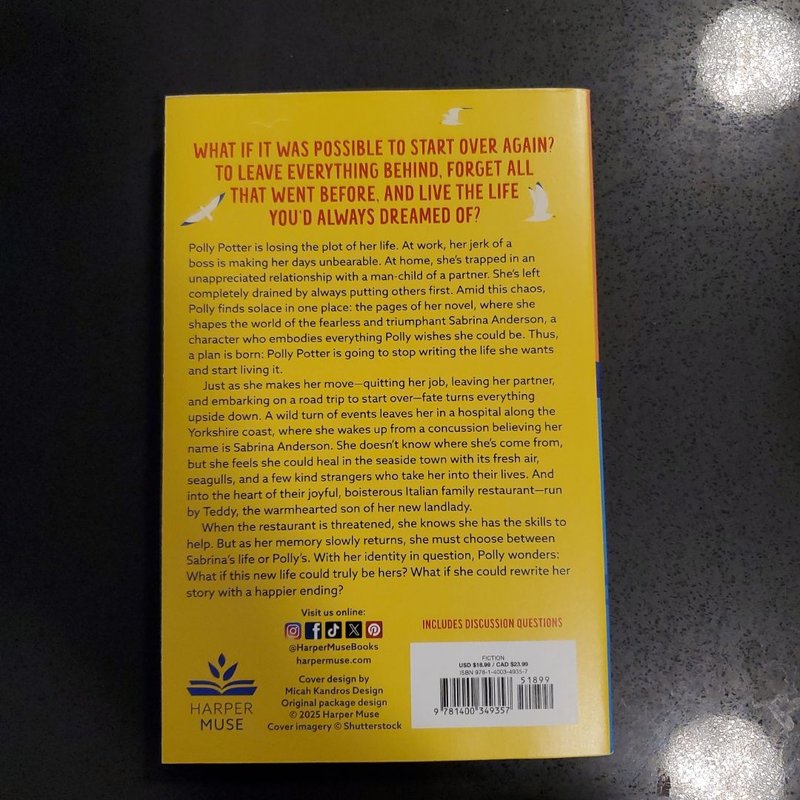 WHAT IF IT WAS POSSIBLE TO START OVER AGAIN?
TO LEAVE EVERYTHING BEHIND, FORGET ALL
THAT WENT BEFORE, AND LIVE THE LIFE
YOU'D ALWAYS DREAMED OF?
Polly Potter is losing the plot of her life. At work, her jerk of a
boss is making her days unbearable. At home, she's trapped in an
unappreciated relationship with a man-child of a partner. She's left
completely drained by always putting others first. Amid this chaos,
Polly finds solace in one place: the pages of her novel, where she
shapes the world of the fearless and triumphant Sabrina Anderson, a
character who embodies everything Polly wishes she could be. Thus,
a plan is born: Polly Potter is going to stop writing the life she wants
and start living it.
Just as she makes her move—quitting her job, leaving her partner,
and embarking on a road trip to start over—fate turns everything
upside down. A wild turn of events leaves her in a hospital along the
Yorkshire coast, where she wakes up from a concussion believing her
name is Sabrina Anderson. She doesn't know where she's come from,
but she feels she could heal in the seaside town with its fresh air,
seagulls, and a few kind strangers who take her into their lives. And
into the heart of their joyful, boisterous Italian family restaurant—run
by Teddy, the warmhearted son of her new landlady.
When the restaurant is threatened, she knows she has the skills to
help. But as her memory slowly returns, she must choose between
Sabrina's life or Polly's. With her identity in question, Polly wonders:
What if this new life could truly be hers? What if she could rewrite her
story with a happier ending?
Visit us online:
@HarperMuseBooks
harpermuse.com
Cover design by
Micah Kandros Design
Original package design
© 2025 Harper Muse
Cover imagery © Shutterstock
HARPER
MUSE
INCLUDES DISCUSSION QUESTIONS
FICTION
USD $18.99 / CAD $23.99
ISBN 978-1-4003-4935-7
51899
9 781400 349357